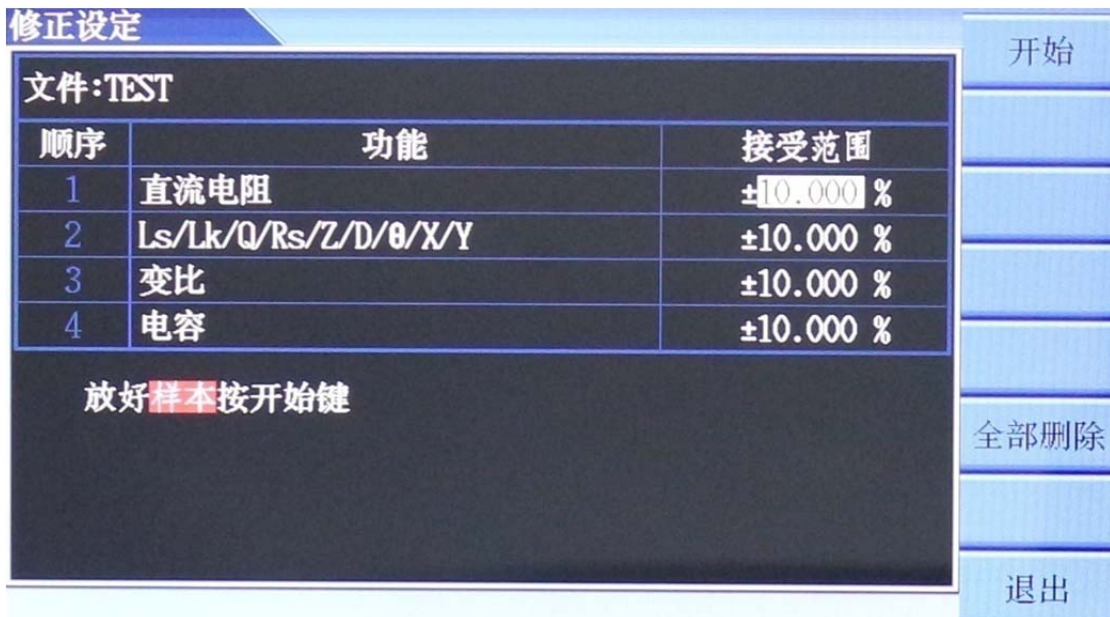 修正设定
开始
文件:TEST
顺序 功能 接受范围
1 直流电阻 ±10.000 %
2 Ls/Lk/Q/Rs/Z/D/θ/X/Y ±10.000 %
3 变比 ±10.000 %
4 电容 ±10.000 %
放好样本按开始键
全部删除
退出